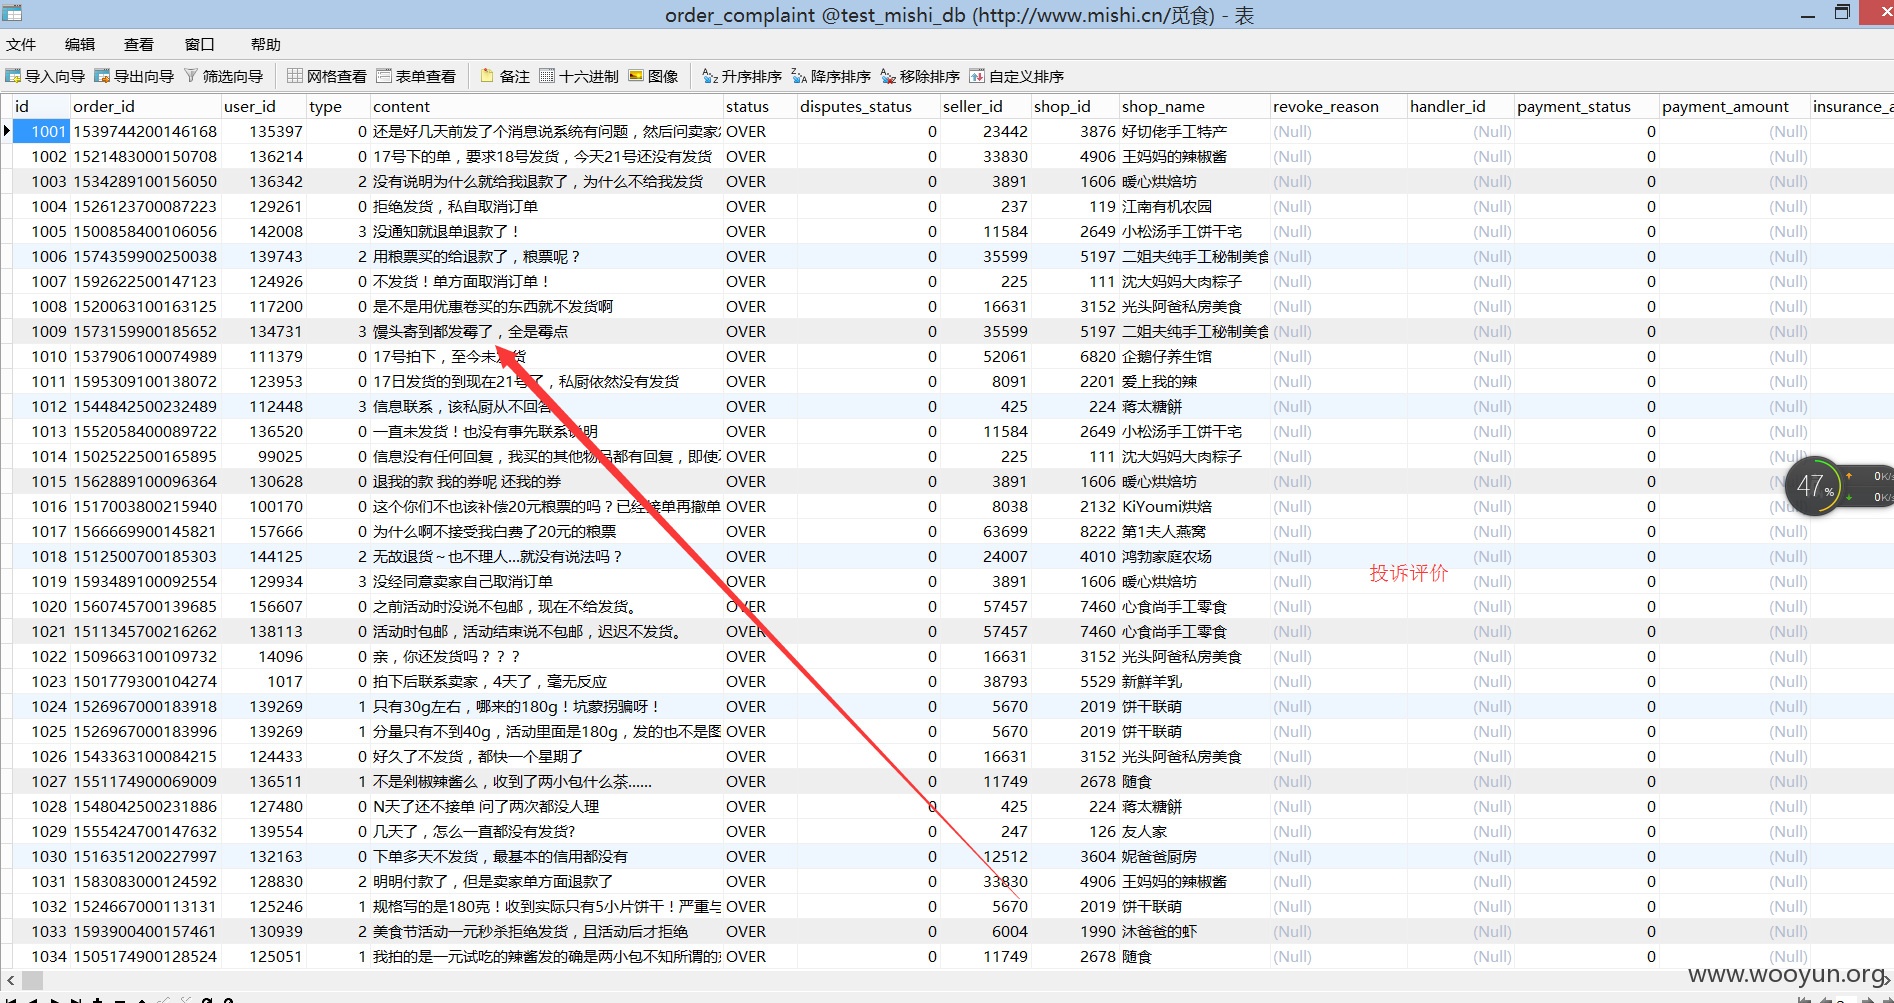 order_complaint @test_mishi_db (http://www.mishi.cn/觅食) - 表
文件 编辑 查看 窗口 帮助
导入向导 导出向导 筛选向导 网格查看 表单查看 备注 十六进制 图像 升序排序 降序排序 移除排序 自定义排序
id order_id user_id type content status disputes_status seller_id shop_id shop_name revoke_reason handler_id payment_status payment_amount insurance_a
1001 1539744200146168 135397 0 还是好几天前发了个消息说系统有问题，然后问卖家 OVER 0 23442 3876 好切佬手工特产 (Null) (Null) 0 (Null)
1002 1521483000150708 136214 0 17号下的单，要求18号发货，今天21号还没有发货 OVER 0 33830 4906 王妈妈的辣椒酱 (Null) (Null) 0 (Null)
1003 1534289100156050 136342 2 没有说明为什么就给我退款了，为什么不给我发货 OVER 0 3891 1606 暖心烘焙坊 (Null) (Null) 0 (Null)
1004 1526123700087223 129261 0 拒绝发货，私自取消订单 OVER 0 237 119 江南有机农园 (Null) (Null) 0 (Null)
1005 1500858400106056 142008 3 没通知就退单退款了！ OVER 0 11584 2649 小松汤手工饼干宅 (Null) (Null) 0 (Null)
1006 1574359900250038 139743 2 用粮票买的给退款了，粮票呢？ OVER 0 35599 5197 二姐夫纯手工秘制美食 (Null) (Null) 0 (Null)
1007 1592622500147123 124926 0 不发货！单方面取消订单！ OVER 0 225 111 沈大妈妈大肉粽子 (Null) (Null) 0 (Null)
1008 1520063100163125 117200 0 是不是用优惠卷买的东西就不发货啊 OVER 0 16631 3152 光头阿爸私房美食 (Null) (Null) 0 (Null)
1009 1573159900185652 134731 3 馒头寄到都发霉了，全是霉点 OVER 0 35599 5197 二姐夫纯手工秘制美食 (Null) (Null) 0 (Null)
1010 1537906100074989 111379 0 17号拍下，至今未发货 OVER 0 52061 6820 企鹅仔养生馆 (Null) (Null) 0 (Null)
1011 1595309100138072 123953 0 17日发货的到现在21号了，私厨依然没有发货 OVER 0 8091 2201 爱上我的辣 (Null) (Null) 0 (Null)
1012 1544842500232489 112448 3 信息联系，该私厨从不回答 OVER 0 425 224 蒋太糖餅 (Null) (Null) 0 (Null)
1013 1552058400089722 136520 0 一直未发货！也没有事先联系说明 OVER 0 11584 2649 小松汤手工饼干宅 (Null) (Null) 0 (Null)
1014 1502522500165895 99025 0 信息没有任何回复，我买的其他物品都有回复，即使 OVER 0 225 111 沈大妈妈大肉粽子 (Null) (Null) 0 (Null)
1015 1562889100096364 130628 0 退我的款 我的券呢 还我的券 OVER 0 3891 1606 暖心烘焙坊 (Null) (Null) 0 (Null)
1016 1517003800215940 100170 0 这个你们不也该补偿20元粮票的吗？已经接单再撤单 OVER 0 8038 2132 KiYoumi烘焙 (Null) (Null) 0 (Null)
1017 1566669900145821 157666 0 为什么啊不接受我白费了20元的粮票 OVER 0 63699 8222 第1夫人燕窝 (Null) (Null) 0 (Null)
1018 1512500700185303 144125 2 无故退货～也不理人...就没有说法吗？ OVER 0 24007 4010 鸿勃家庭农场 (Null) (Null) 0 (Null)
1019 1593489100092554 129934 3 没经同意卖家自己取消订单 OVER 0 3891 1606 暖心烘焙坊 (Null) (Null) 0 (Null)
1020 1560745700139685 156607 0 之前活动时没说不包邮，现在不给发货。 OVER 0 57457 7460 心食尚手工零食 (Null) (Null) 0 (Null)
1021 1511345700216262 138113 0 活动时包邮，活动结束说不包邮，迟迟不发货。 OVER 0 57457 7460 心食尚手工零食 (Null) (Null) 0 (Null)
1022 1509663100109732 14096 0 亲，你还发货吗？？？ OVER 0 16631 3152 光头阿爸私房美食 (Null) (Null) 0 (Null)
1023 1501779300104274 1017 0 拍下后联系卖家，4天了，毫无反应 OVER 0 38793 5529 新鮮羊乳 (Null) (Null) 0 (Null)
1024 1526967000183918 139269 1 只有30g左右，哪来的180g！坑蒙拐骗呀！ OVER 0 5670 2019 饼干联萌 (Null) (Null) 0 (Null)
1025 1526967000183996 139269 1 分量只有不到40g，活动里面是180g，发的也不是图 OVER 0 5670 2019 饼干联萌 (Null) (Null) 0 (Null)
1026 1543363100084215 124433 0 好久了不发货，都快一个星期了 OVER 0 16631 3152 光头阿爸私房美食 (Null) (Null) 0 (Null)
1027 1551174900069009 136511 1 不是剁椒辣酱么，收到了两小包什么茶...... OVER 0 11749 2678 随食 (Null) (Null) 0 (Null)
1028 1548042500231886 127480 0 N天了还不接单 问了两次都没人理 OVER 0 425 224 蒋太糖餅 (Null) (Null) 0 (Null)
1029 1555424700147632 139554 0 几天了，怎么一直都没有发货? OVER 0 247 126 友人家 (Null) (Null) 0 (Null)
1030 1516351200227997 132163 0 下单多天不发货，最基本的信用都没有 OVER 0 12512 3604 妮爸爸厨房 (Null) (Null) 0 (Null)
1031 1583083000124592 128830 2 明明付款了，但是卖家单方面退款了 OVER 0 33830 4906 王妈妈的辣椒酱 (Null) (Null) 0 (Null)
1032 1524667000113131 125246 1 规格写的是180克！收到实际只有5小片饼干！严重与 OVER 0 5670 2019 饼干联萌 (Null) (Null) 0 (Null)
1033 1593900400157461 130939 2 美食节活动一元秒杀拒绝发货，且活动后才拒绝 OVER 0 6004 1990 沐爸爸的虾 (Null) (Null) 0 (Null)
1034 1505174900128524 125051 1 我拍的是一元试吃的辣酱发的确是两小包不知所谓的 OVER 0 11749 2678 随食 (Null) (Null) 0 (Null)
投诉评价
47%
0K/s
0K/s
www.wooyun.org